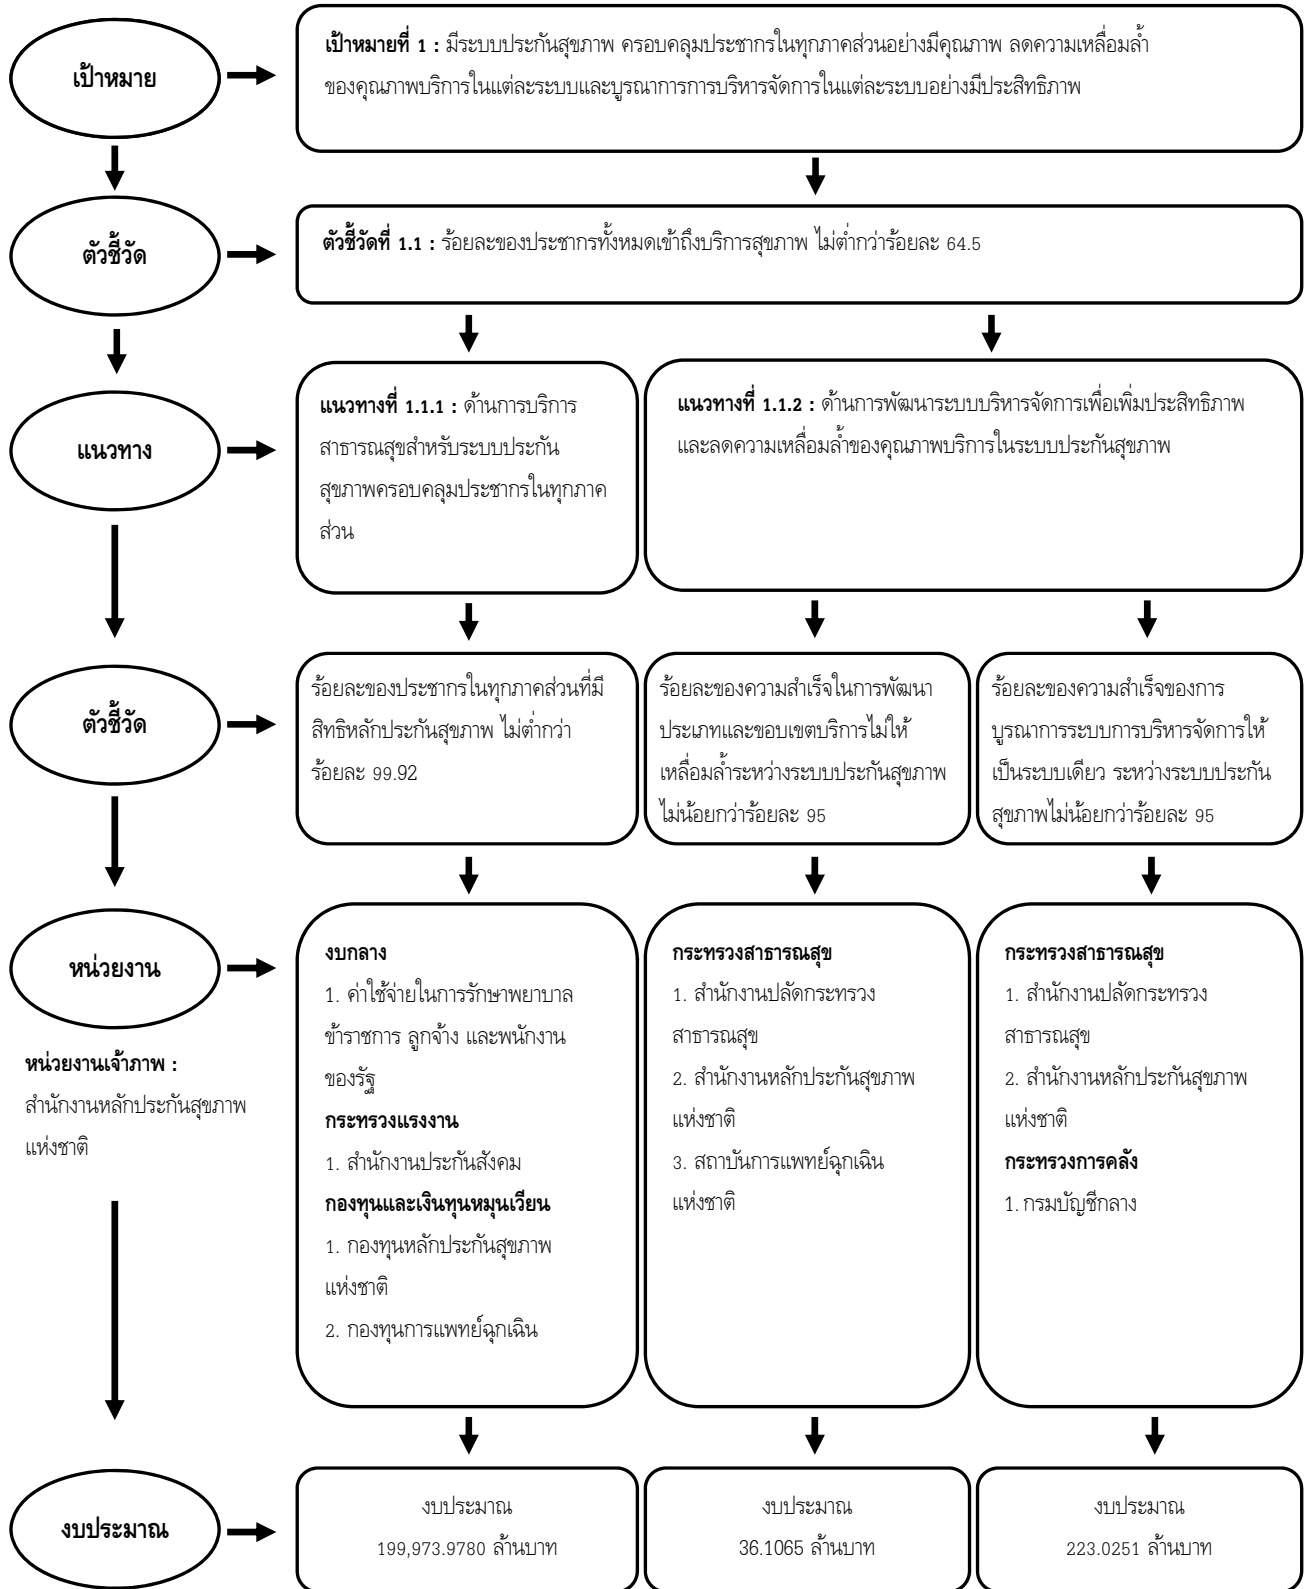 เป้าหมาย
เป้าหมายที่ 1 : มีระบบประกันสุขภาพ ครอบคลุมประชากรในทุกภาคส่วนอย่างมีคุณภาพ ลดความเหลื่อมล้ำ
ของคุณภาพบริการในแต่ละระบบและบูรณาการการบริหารจัดการในแต่ละระบบอย่างมีประสิทธิภาพ
ตัวชี้วัด
ตัวชี้วัดที่ 1.1 : ร้อยละของประชากรทั้งหมดเข้าถึงบริการสุขภาพ ไม่ต่ำกว่าร้อยละ 64.5
แนวทาง
แนวทางที่ 1.1.1 : ด้านการบริการ
สาธารณสุขสำหรับระบบประกัน
สุขภาพครอบคลุมประชากรในทุกภาค
ส่วน
แนวทางที่ 1.1.2 : ด้านการพัฒนาระบบบริหารจัดการเพื่อเพิ่มประสิทธิภาพ
และลดความเหลื่อมล้ำของคุณภาพบริการในระบบประกันสุขภาพ
ตัวชี้วัด
ร้อยละของประชากรในทุกภาคส่วนที่มี
สิทธิหลักประกันสุขภาพ ไม่ต่ำกว่า
ร้อยละ 99.92
ร้อยละของความสำเร็จในการพัฒนา
ประเภทและขอบเขตบริการไม่ให้
เหลื่อมล้ำระหว่างระบบประกันสุขภาพ
ไม่น้อยกว่าร้อยละ 95
ร้อยละของความสำเร็จของการ
บูรณาการระบบการบริหารจัดการให้
เป็นระบบเดียว ระหว่างระบบประกัน
สุขภาพไม่น้อยกว่าร้อยละ 95
หน่วยงาน
หน่วยงานเจ้าภาพ :
สำนักงานหลักประกันสุขภาพ
แห่งชาติ
งบกลาง
1. ค่าใช้จ่ายในการรักษาพยาบาล
ข้าราชการ ลูกจ้าง และพนักงาน
ของรัฐ
กระทรวงแรงงาน
1. สำนักงานประกันสังคม
กองทุนและเงินทุนหมุนเวียน
1. กองทุนหลักประกันสุขภาพ
แห่งชาติ
2. กองทุนการแพทย์ฉุกเฉิน
กระทรวงสาธารณสุข
1. สำนักงานปลัดกระทรวง
สาธารณสุข
2. สำนักงานหลักประกันสุขภาพ
แห่งชาติ
3. สถาบันการแพทย์ฉุกเฉิน
แห่งชาติ
กระทรวงสาธารณสุข
1. สำนักงานปลัดกระทรวง
สาธารณสุข
2. สำนักงานหลักประกันสุขภาพ
แห่งชาติ
กระทรวงการคลัง
1. กรมบัญชีกลาง
งบประมาณ
งบประมาณ
199,973.9780 ล้านบาท
งบประมาณ
36.1065 ล้านบาท
งบประมาณ
223.0251 ล้านบาท